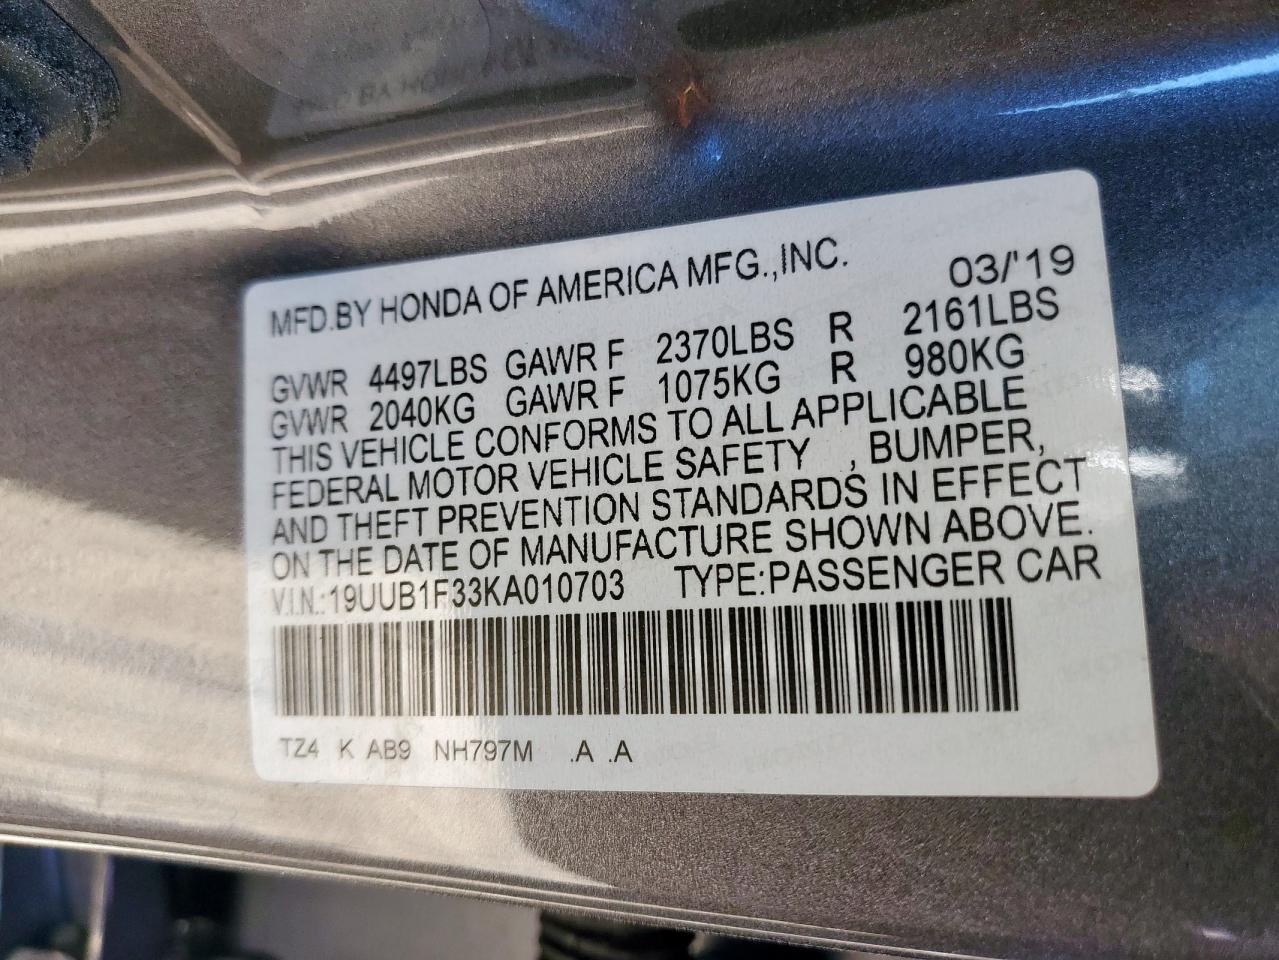 MFD.BY HONDA OF AMERICA MFG.,INC. 03/'19
GVWR 4497LBS GAWR F 2370LBS R 2161LBS
GVWR 2040KG GAWR F 1075KG R 980KG
THIS VEHICLE CONFORMS TO ALL APPLICABLE
FEDERAL MOTOR VEHICLE SAFETY , BUMPER,
AND THEFT PREVENTION STANDARDS IN EFFECT
ON THE DATE OF MANUFACTURE SHOWN ABOVE.
V.I.N.:19UUB1F33KA010703 TYPE:PASSENGER CAR
TZ4 K AB9 NH797M .A .A